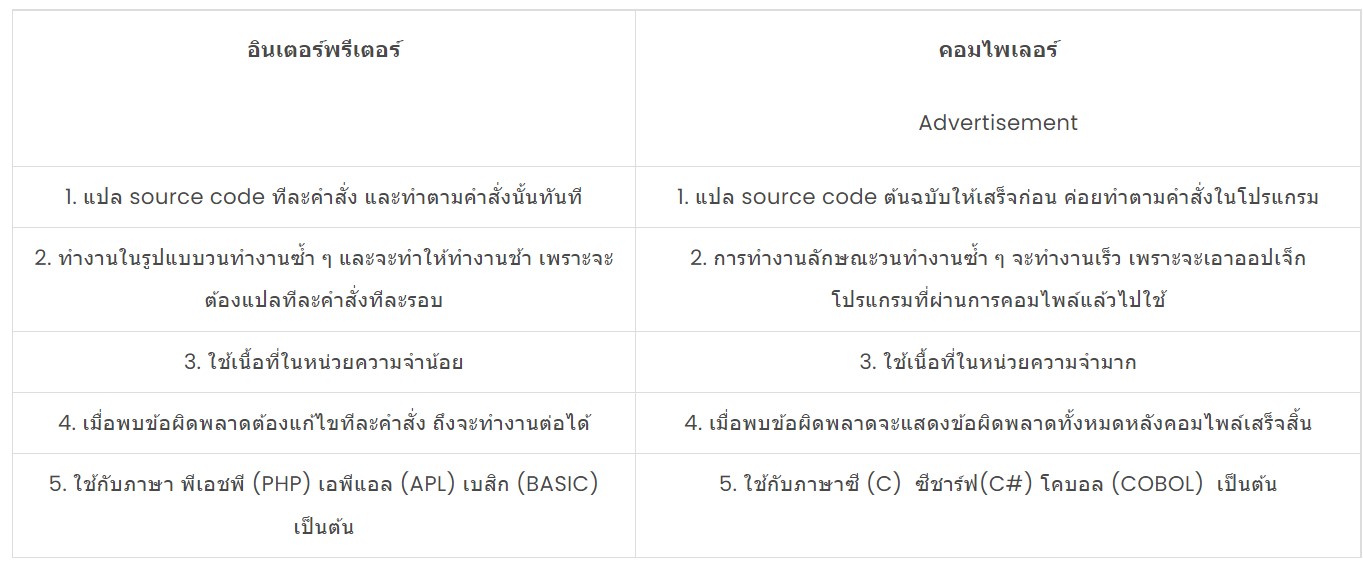 อินเตอร์พรีเตอร์
คอมไพเลอร์
Advertisement
1. แปล source code ทีละคำสั่ง และทำตามคำสั่งนั้นทันที
1. แปล source code ต้นฉบับให้เสร็จก่อน ค่อยทำตามคำสั่งในโปรแกรม
2. ทำงานในรูปแบบวนทำงานซ้ำ ๆ และจะทำให้ทำงานช้า เพราะจะ
ต้องแปลทีละคำสั่งทีละรอบ
2. การทำงานลักษณะวนทำงานซ้ำ ๆ จะทำงานเร็ว เพราะจะเอาออปเจ็ก
โปรแกรมที่ผ่านการคอมไพล์แล้วไปใช้
3. ใช้เนื้อที่ในหน่วยความจำน้อย
3. ใช้เนื้อที่ในหน่วยความจำมาก
4. เมื่อพบข้อผิดพลาดต้องแก้ไขทีละคำสั่ง ถึงจะทำงานต่อได้
4. เมื่อพบข้อผิดพลาดจะแสดงข้อผิดพลาดทั้งหมดหลังคอมไพล์เสร็จสิ้น
5. ใช้กับภาษา พีเอชพี (PHP) เอพีแอล (APL) เบสิก (BASIC)
เป็นต้น
5. ใช้กับภาษาซี (C)  ซีชาร์ฟ(C#) โคบอล (COBOL)  เป็นต้น